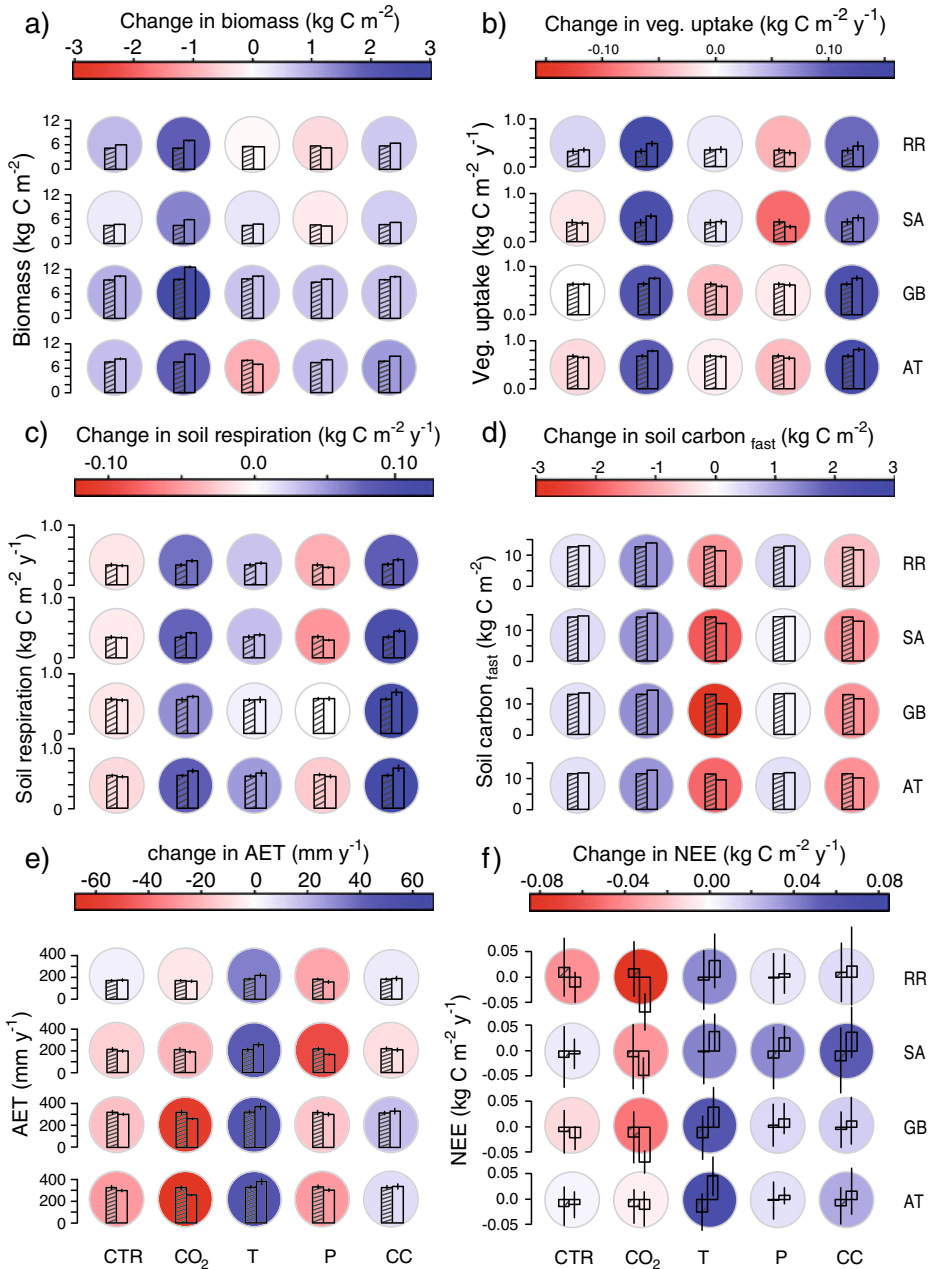 a) Change in biomass (kg C m-2)
-3 -2 -1 0 1 2 3
Biomass (kg C m-2)
12
6
0
12
6
0
12
6
0
12
6
0
b) Change in veg. uptake (kg C m-2 y-1)
-0.10 0.0 0.10
Veg. uptake (kg C m-2 y-1)
1.0
0.0
1.0
0.0
1.0
0.0
1.0
0.0
RR
SA
GB
AT
c) Change in soil respiration (kg C m-2 y-1)
-0.10 -0.05 0.0 0.05 0.10
Soil respiration (kg C m-2 y-1)
1.0
0
1.0
0
1.0
0
1.0
0
d) Change in soil carbon fast (kg C m-2)
-3 -2 -1 0 1 2 3
Soil carbon fast (kg C m-2)
10
0
10
0
10
0
10
0
RR
SA
GB
AT
e) change in AET (mm y-1)
-60 -40 -20 0 20 40 60
AET (mm y-1)
400
200
0
400
200
0
400
200
0
400
200
0
CTR CO2 T P CC
f) Change in NEE (kg C m-2 y-1)
-0.08 -0.04 0.00 0.04 0.08
NEE (kg C m-2 y-1)
0.05
0.0
-0.05
0.05
0.0
-0.05
0.05
0.0
-0.05
0.05
0.0
-0.05
RR
SA
GB
AT
CTR CO2 T P CC